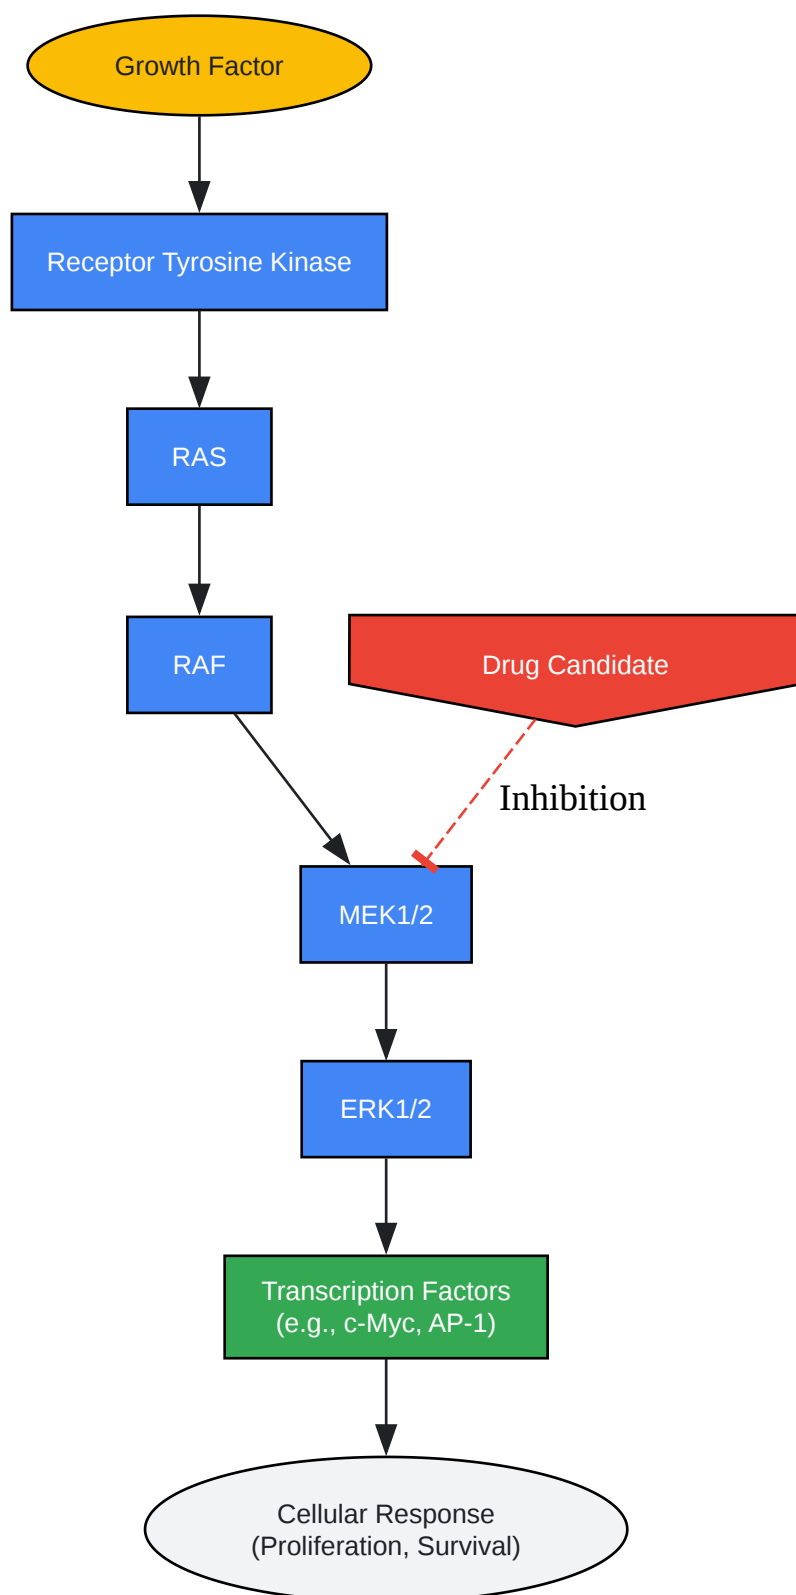 Growth Factor
Receptor Tyrosine Kinase
RAS
RAF
Drug Candidate
Inhibition
MEK1/2
ERK1/2
Transcription Factors
(e.g., c-Myc, AP-1)
Cellular Response
(Proliferation, Survival)